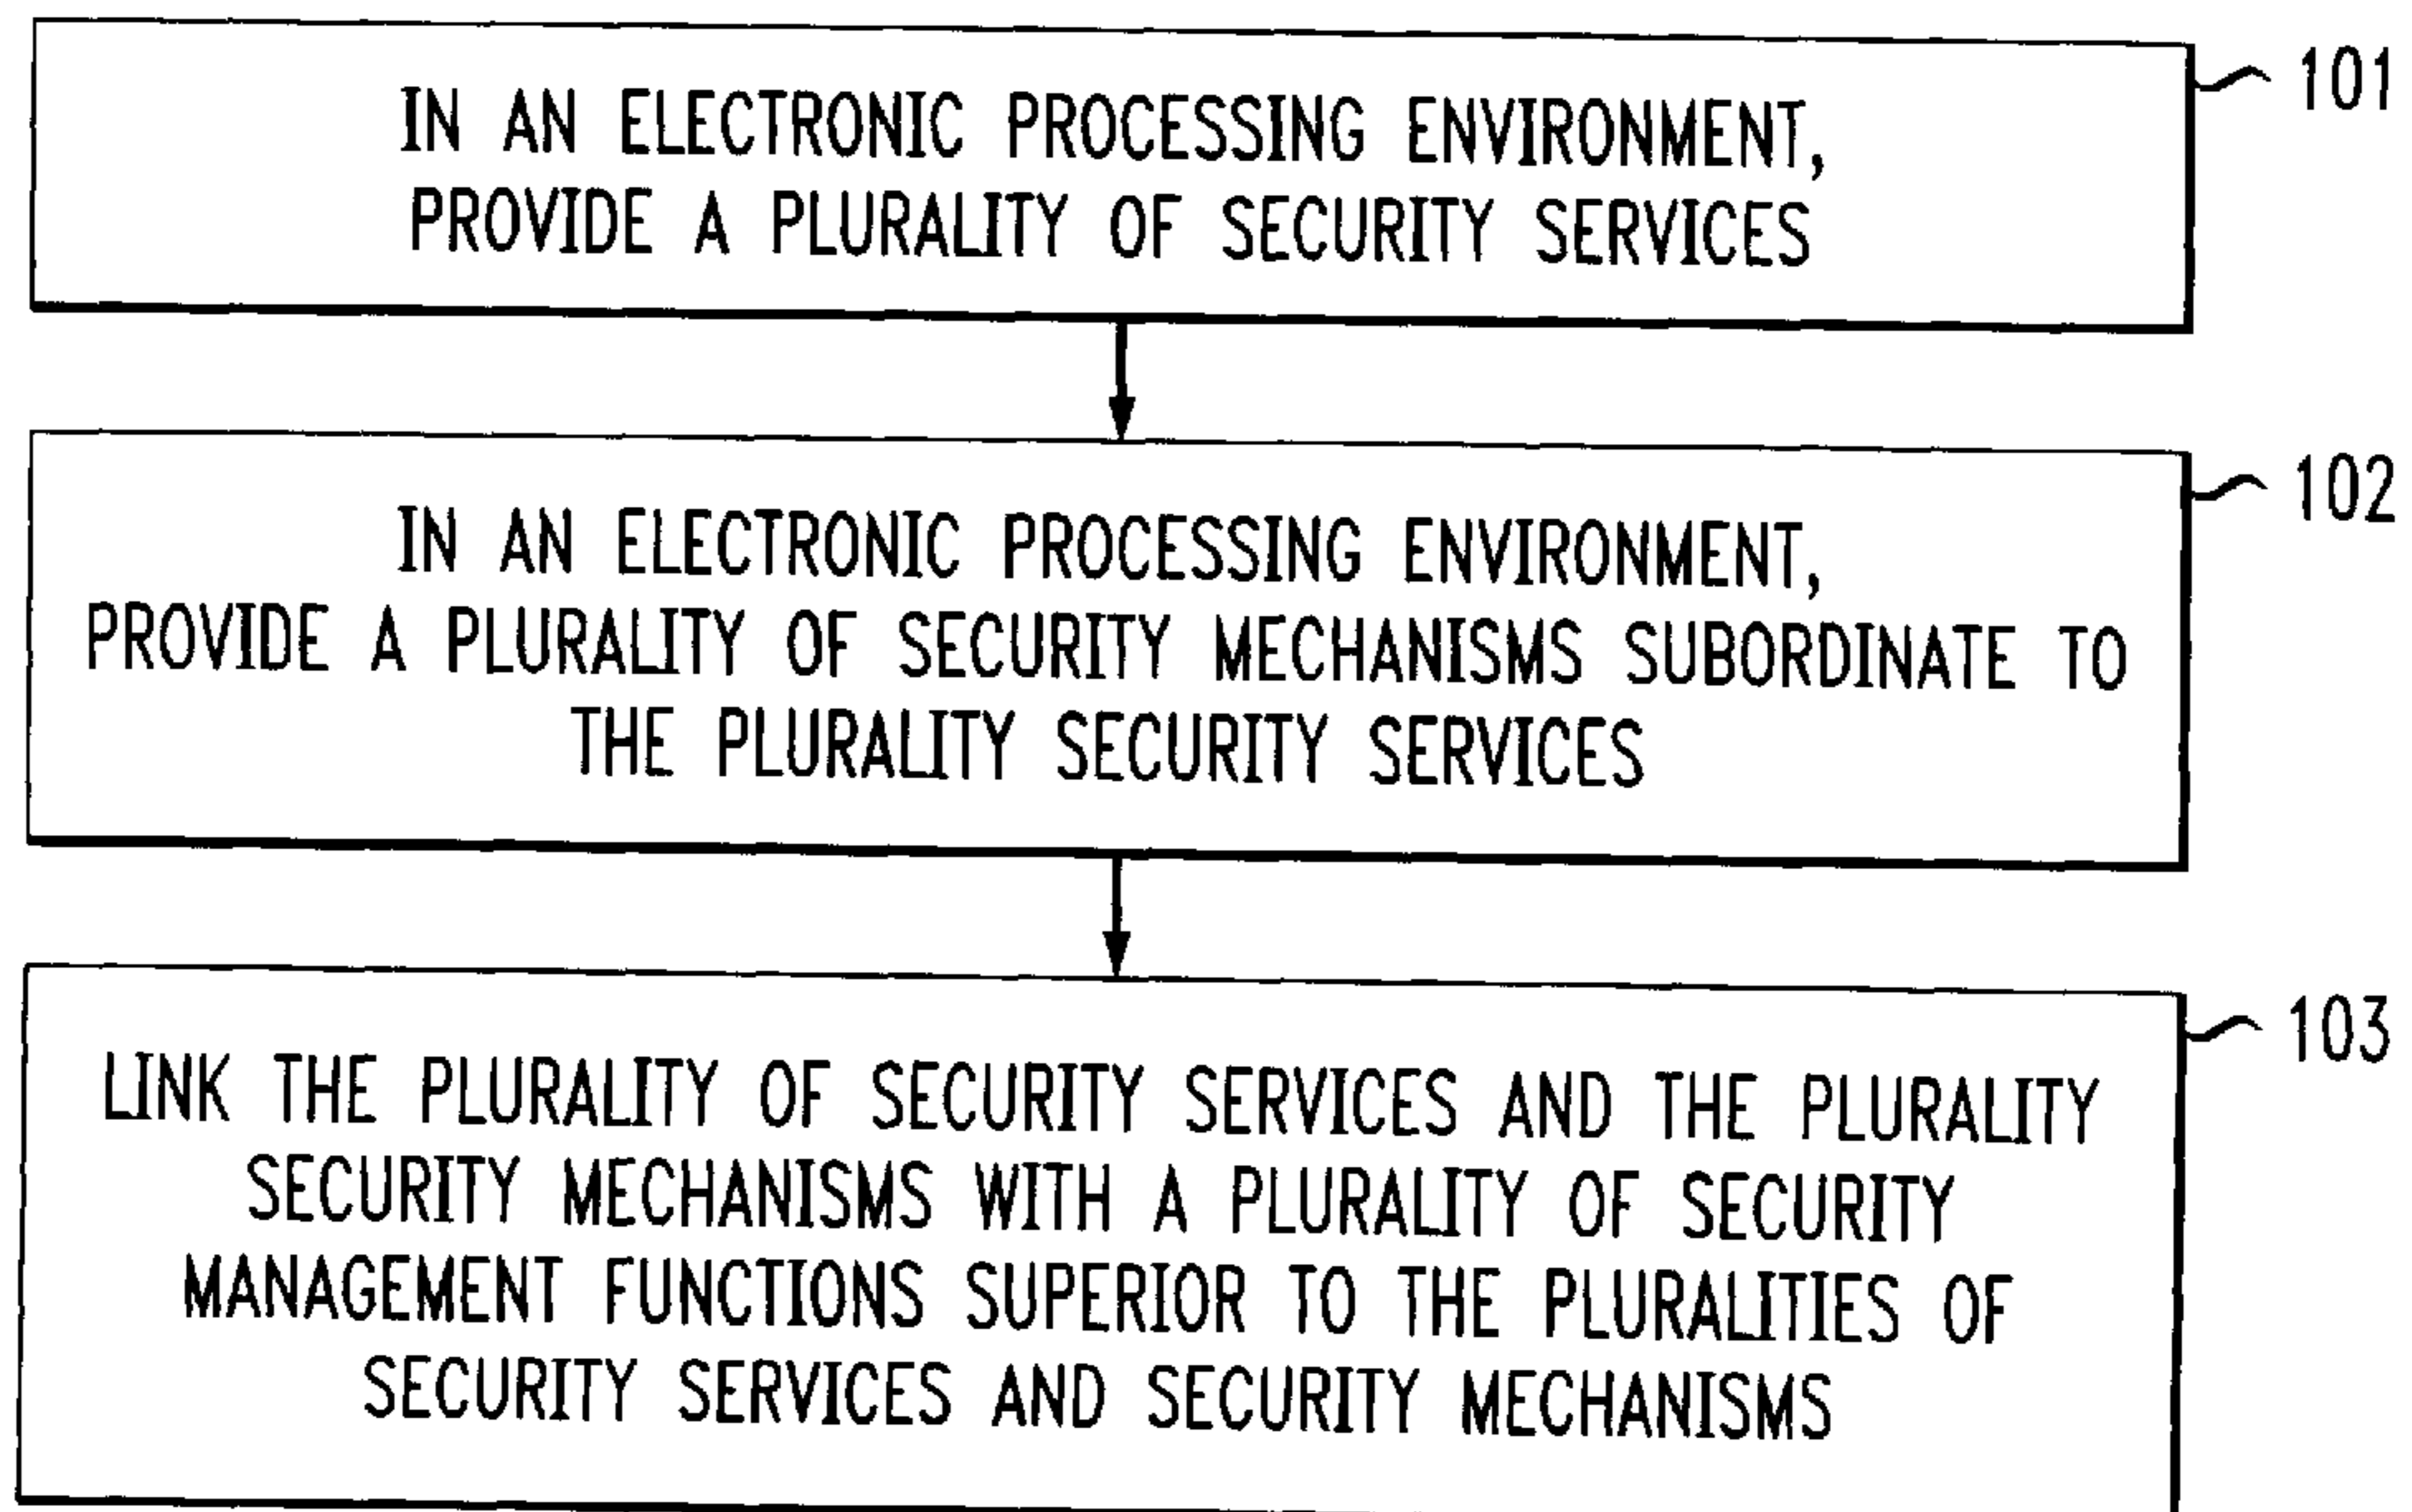 IN AN ELECTRONIC PROCESSING ENVIRONMENT,
PROVIDE A PLURALITY OF SECURITY SERVICES
101
IN AN ELECTRONIC PROCESSING ENVIRONMENT,
PROVIDE A PLURALITY OF SECURITY MECHANISMS SUBORDINATE TO
THE PLURALITY SECURITY SERVICES
102
LINK THE PLURALITY OF SECURITY SERVICES AND THE PLURALITY
SECURITY MECHANISMS WITH A PLURALITY OF SECURITY
MANAGEMENT FUNCTIONS SUPERIOR TO THE PLURALITIES OF
SECURITY SERVICES AND SECURITY MECHANISMS
103